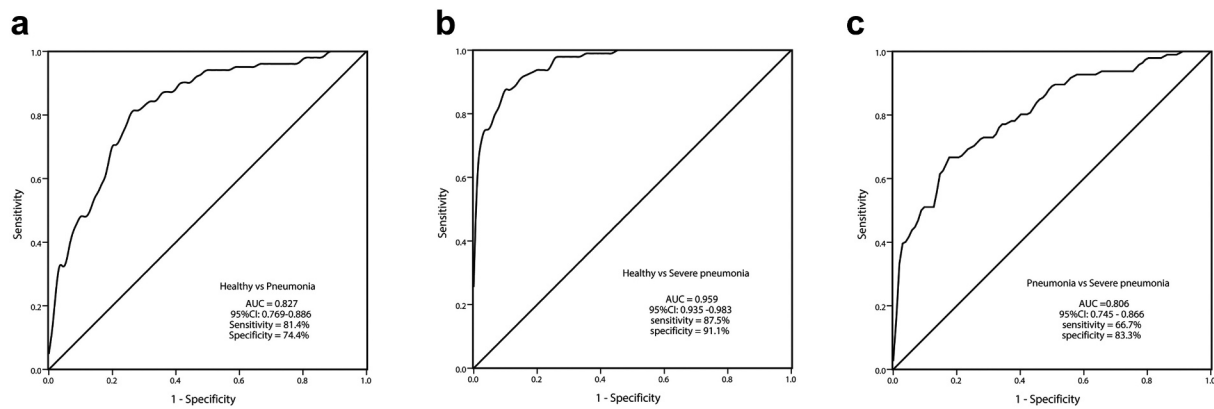 a
1.0
0.8
0.6
0.4
0.2
0.0
Sensitivity
Healthy vs Pneumonia
AUC = 0.827
95%CI: 0.769-0.886
Sensitivity = 81.4%
Specificity = 74.4%
0.0 0.2 0.4 0.6 0.8 1.0
1 - Specificity
b
1.0
0.8
0.6
0.4
0.2
0.0
Sensitivity
Healthy vs Severe pneumonia
AUC = 0.959
95%CI: 0.935 -0.983
sensitivity = 87.5%
specificity = 91.1%
0.0 0.2 0.4 0.6 0.8 1.0
1 - Specificity
c
1.0
0.8
0.6
0.4
0.2
0.0
Sensitivity
Pneumonia vs Severe pneumonia
AUC =0.806
95%CI: 0.745 - 0.866
sensitivity = 66.7%
specificity = 83.3%
0.0 0.2 0.4 0.6 0.8 1.0
1 - Specificity